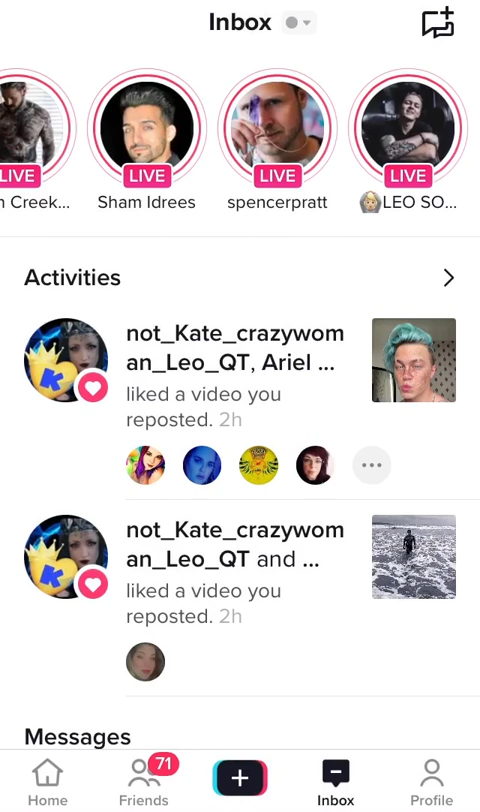 Inbox
LIVE
LIVE
LIVE
LIVE
n Creek...
Sham Idrees
spencerpratt
LEO SO...
Activities
not_Kate_crazywom
an_Leo_QT, Ariel ...
liked a video you
reposted. 2h
not_Kate_crazywom
an_Leo_QT and ...
liked a video you
reposted. 2h
Messages
71
Home
Friends
Inbox
Profile